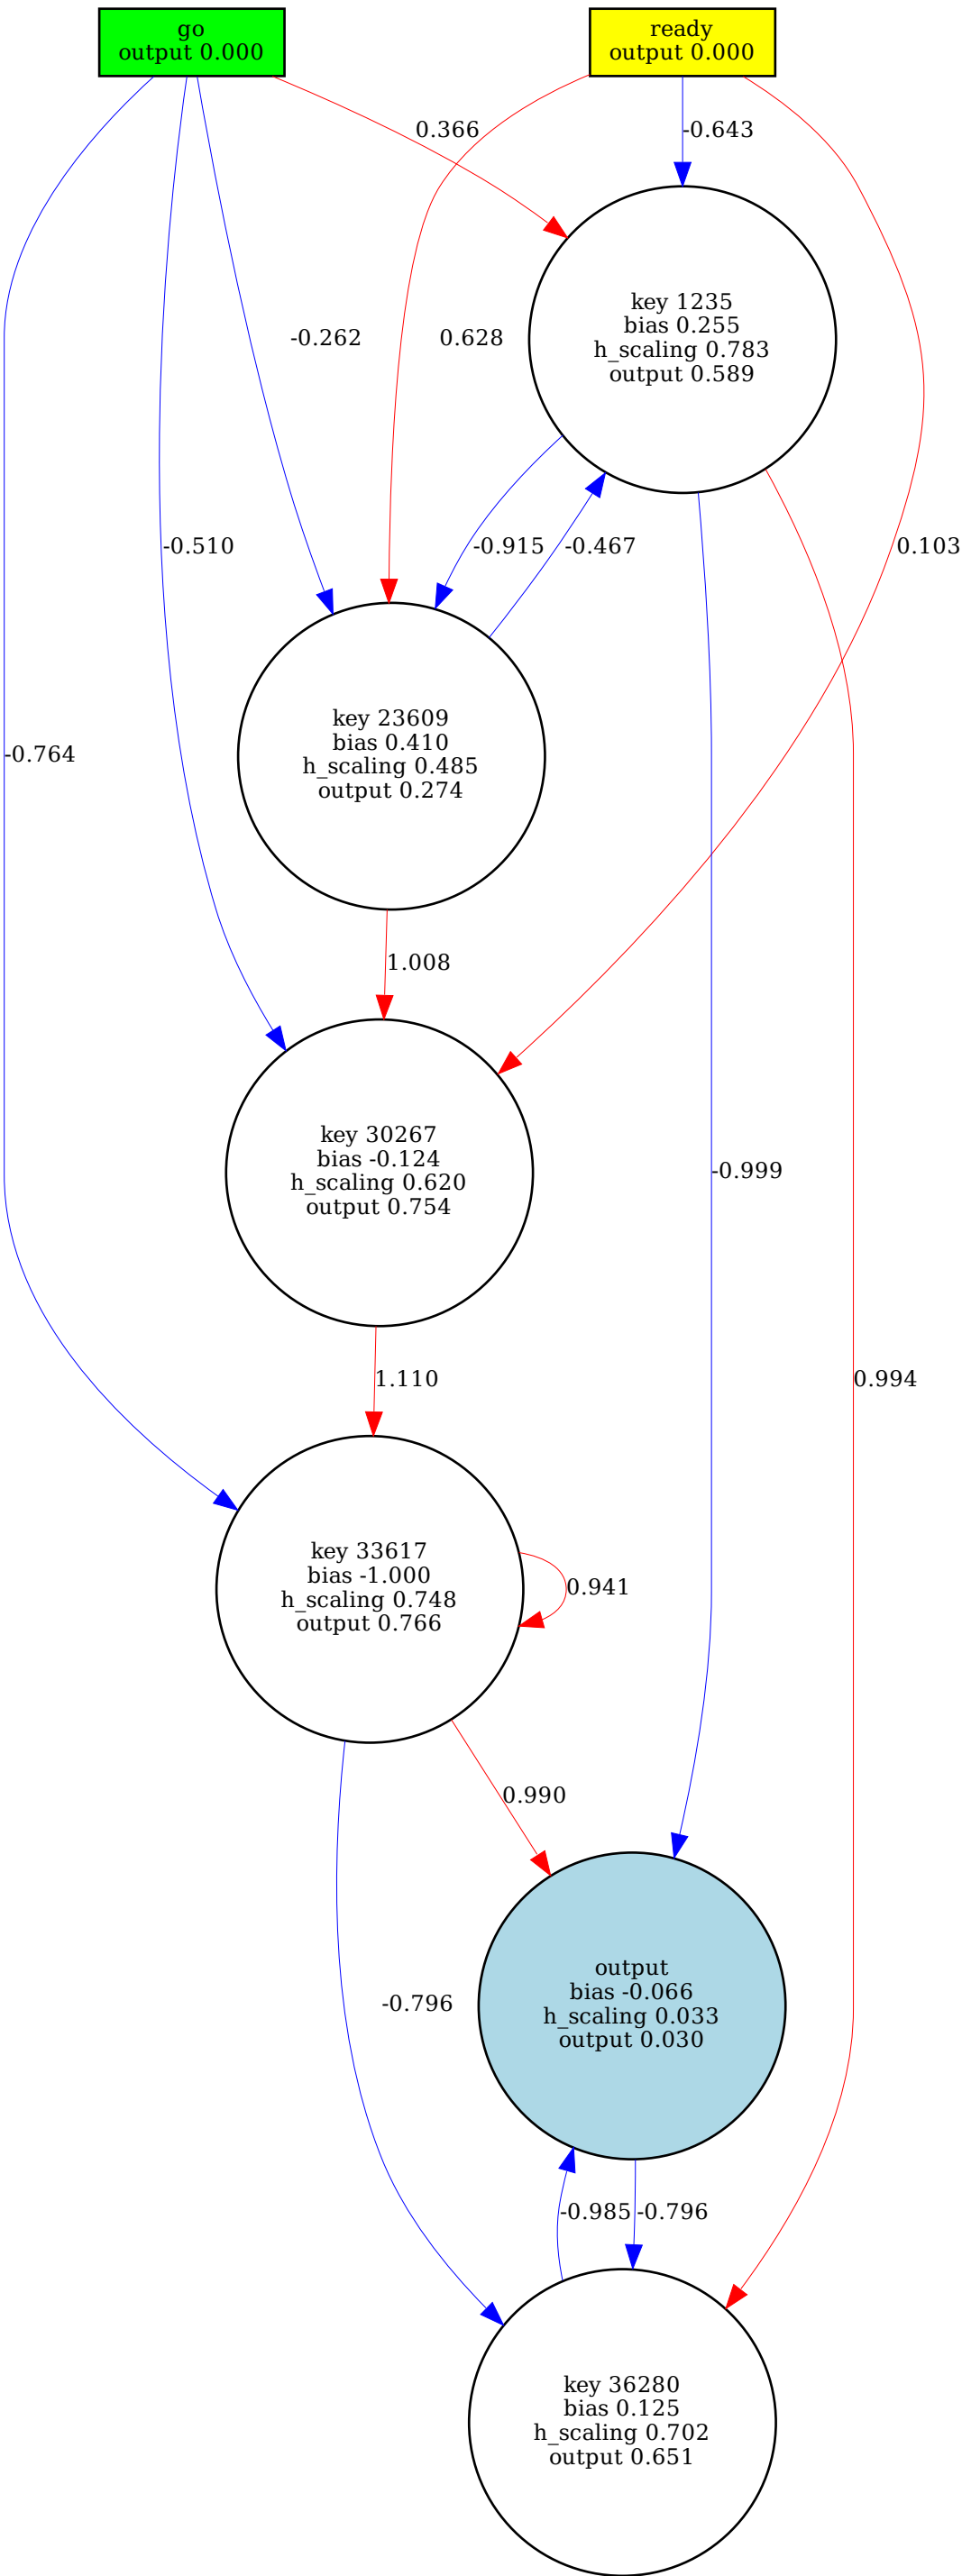 go
output 0.000
ready
output 0.000
0.366
-0.643
key 1235
bias 0.255
h_scaling 0.783
output 0.589
-0.262
0.628
-0.510
-0.915
-0.467
0.103
key 23609
bias 0.410
h_scaling 0.485
output 0.274
-0.764
1.008
key 30267
bias -0.124
h_scaling 0.620
output 0.754
-0.999
1.110
0.994
key 33617
bias -1.000
h_scaling 0.748
output 0.766
0.941
0.990
output
bias -0.066
h_scaling 0.033
output 0.030
-0.796
-0.985
-0.796
key 36280
bias 0.125
h_scaling 0.702
output 0.651